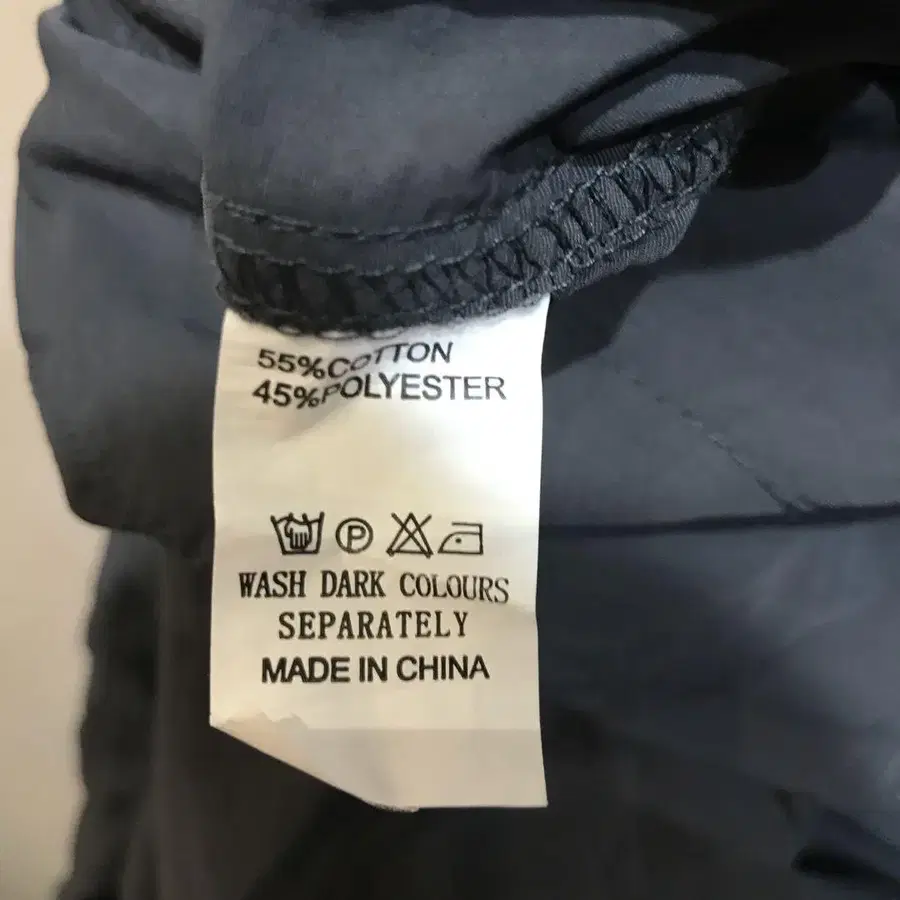 55%COTTON
45%POLYESTER
P
WASH DARK COLOURS
SEPARATELY
MADE IN CHINA